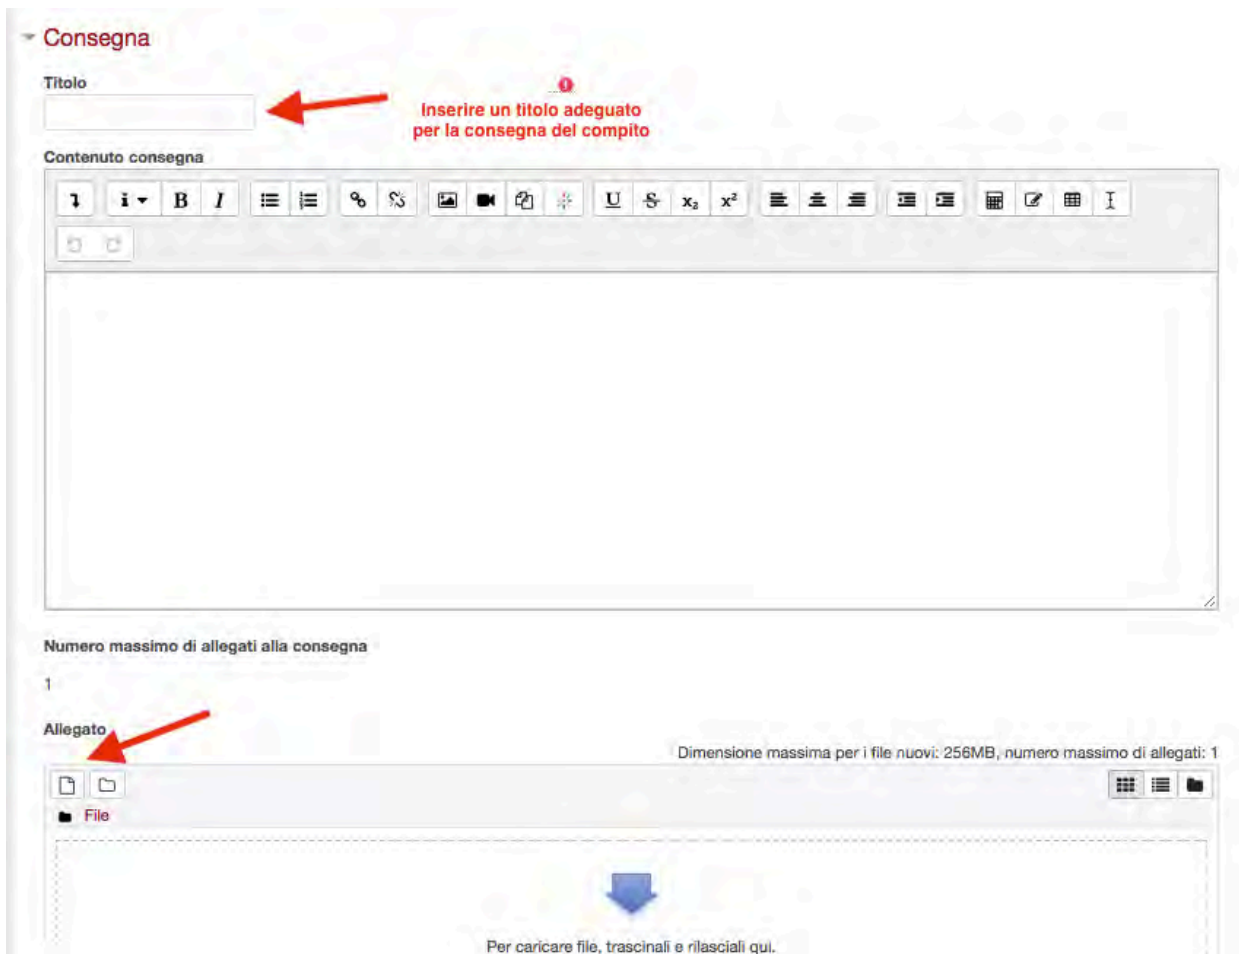 Consegna
Titolo
Inserire un titolo adeguato
per la consegna del compito
Contenuto consegna
i B I U S x₂ x²
Numero massimo di allegati alla consegna
1
Allegato
Dimensione massima per i file nuovi: 256MB, numero massimo di allegati: 1
File
Per caricare file, trascinali e rilasciali qui.